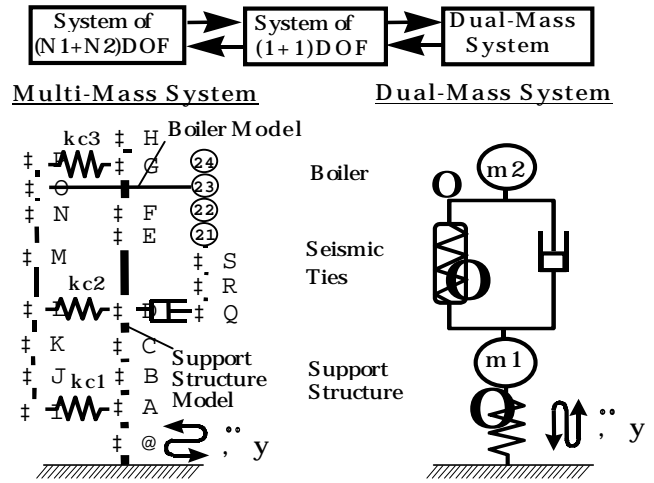 System of
(N1+N2)DOF
System of
(1+1)DOF
Dual-Mass
System
Multi-Mass System
Dual-Mass System
Boiler Model
kc3
‡ H
‡ G
‡
‡ O
‡ N
‡ F
‡ E
‡ M
24
23
22
21
‡ S
‡ R
‡ Q
kc2
‡
‡ D
‡ K
‡ C
‡ J
kc1
‡ B
‡
‡ A
‡ @
Support
Structure
Model
¨, y
Boiler
Seismic
Ties
Support
Structure
m2
O
O
m1
O
¨, y